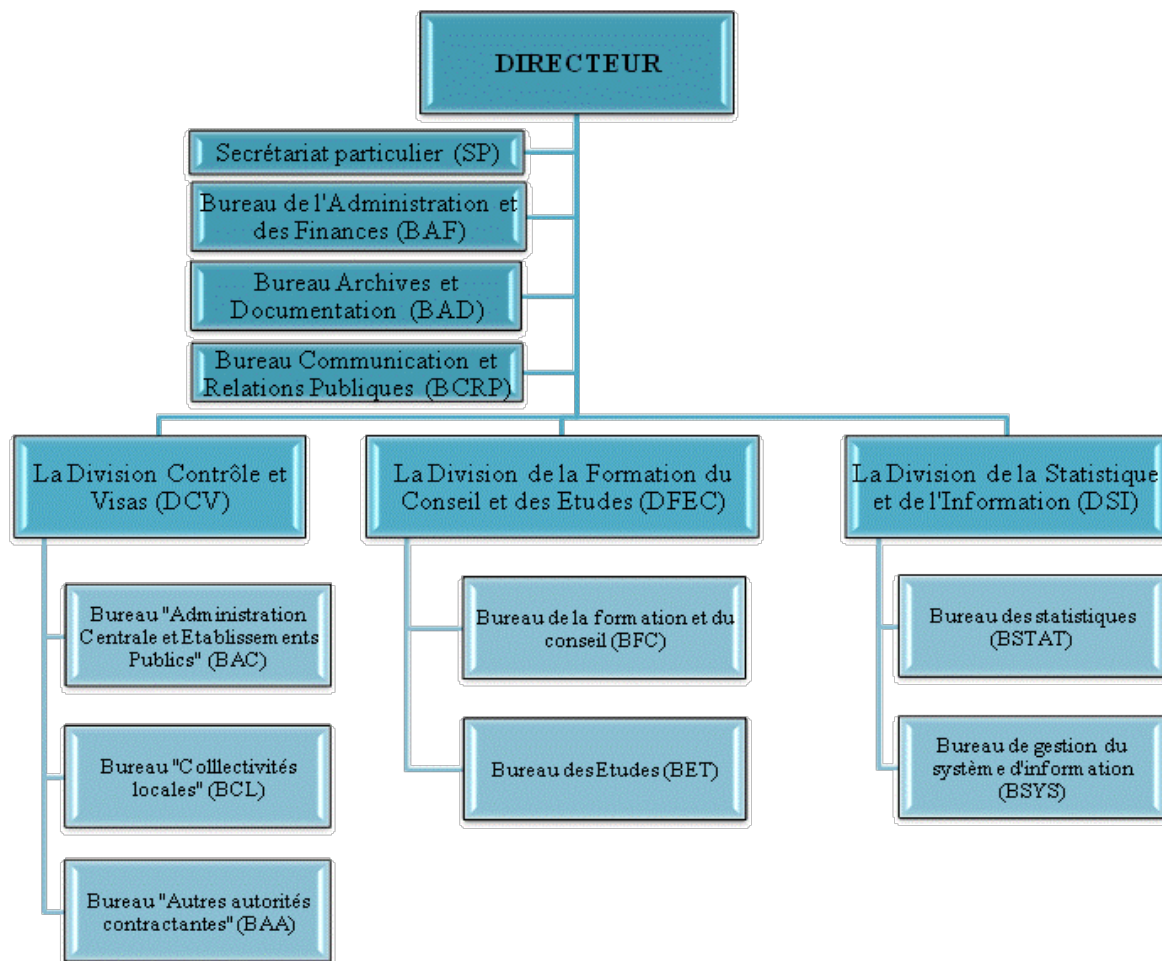 DIRECTEUR
Secrétariat particulier (SP)
Bureau de l'Administration et
des Finances (BAF)
Bureau Archives et
Documentation (BAD)
Bureau Communication et
Relations Publiques (BCRP)
La Division Contrôle et
Visas (DCV)
La Division de la Formation du
Conseil et des Etudes (DFEC)
La Division de la Statistique
et de l'Information (DSI)
Bureau "Administration
Centrale et Etablissements
Publics" (BAC)
Bureau "Colllectivités
locales" (BCL)
Bureau "Autres autorités
contractantes" (BAA)
Bureau de la formation et du
conseil (BFC)
Bureau des Etudes (BET)
Bureau des statistiques
(BSTAT)
Bureau de gestion du
système d'information
(BSYS)